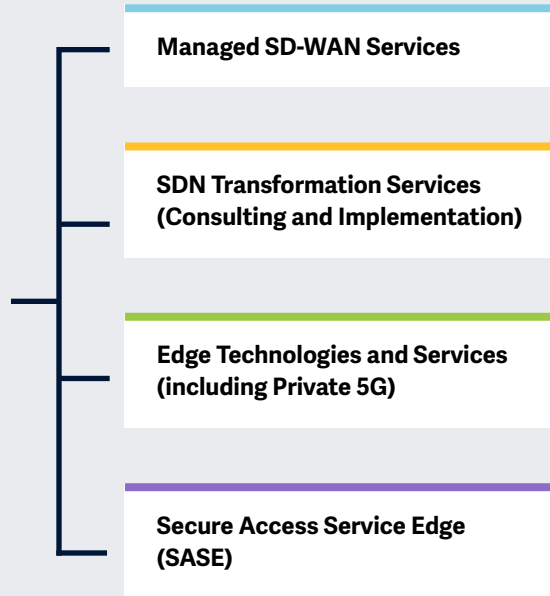 Managed SD-WAN Services
SDN Transformation Services
(Consulting and Implementation)
Edge Technologies and Services
(including Private 5G)
Secure Access Service Edge
(SASE)